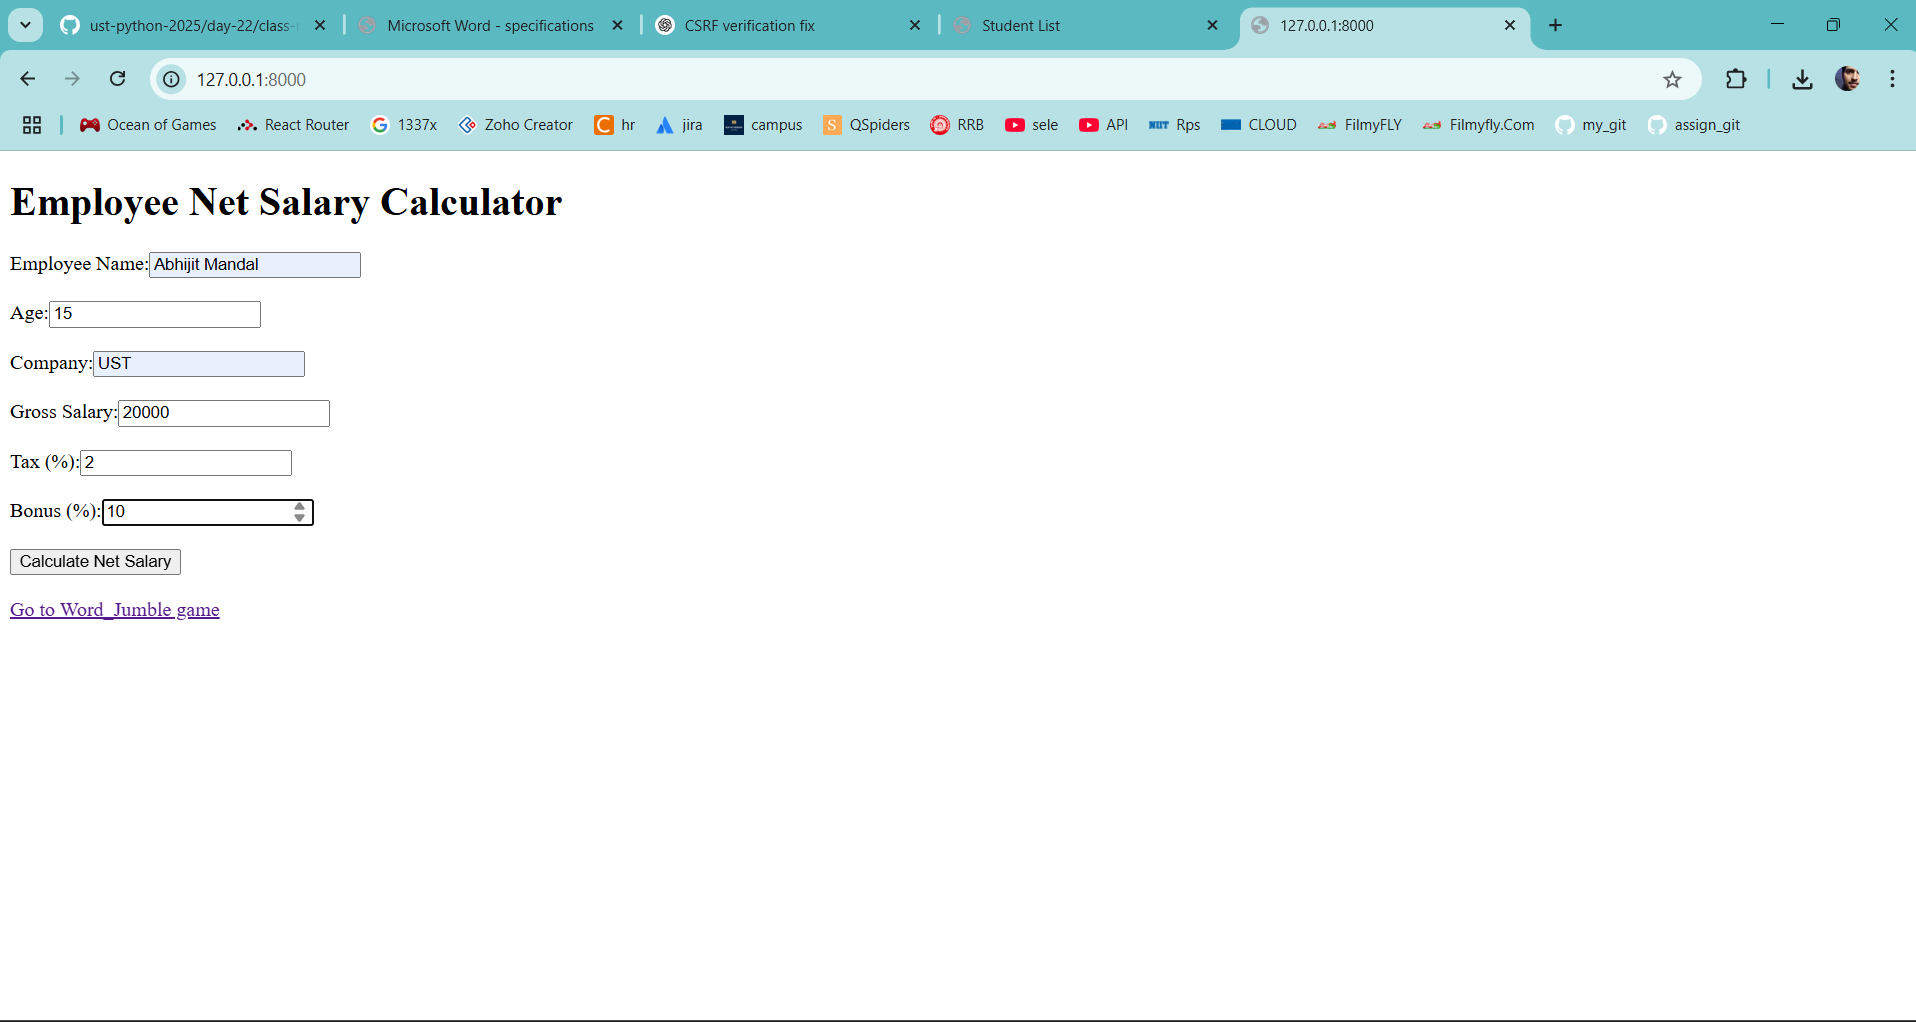 ust-python-2025/day-22/class-
Microsoft Word - specifications
CSRF verification fix
Student List
127.0.0.1:8000
127.0.0.1:8000
Ocean of Games
React Router
1337x
Zoho Creator
hr
jira
campus
QSpiders
RRB
sele
API
NIIT Rps
CLOUD
FilmyFLY
Filmyfly.Com
my_git
assign_git
Employee Net Salary Calculator
Employee Name: Abhijit Mandal
Age: 15
Company: UST
Gross Salary: 20000
Tax (%): 2
Bonus (%): 10
Calculate Net Salary
Go to Word_Jumble game